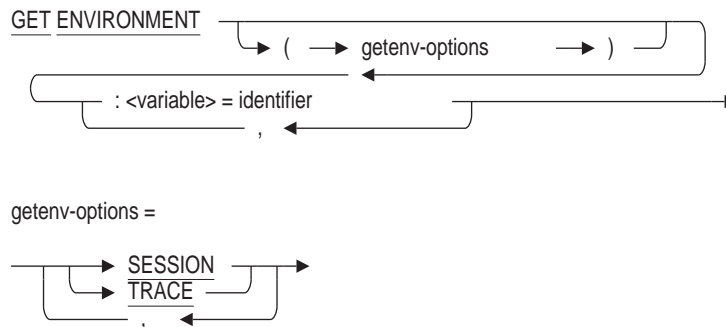 GET ENVIRONMENT
( getenv-options )
: <variable> = identifier
,
getenv-options =
SESSION
TRACE
,